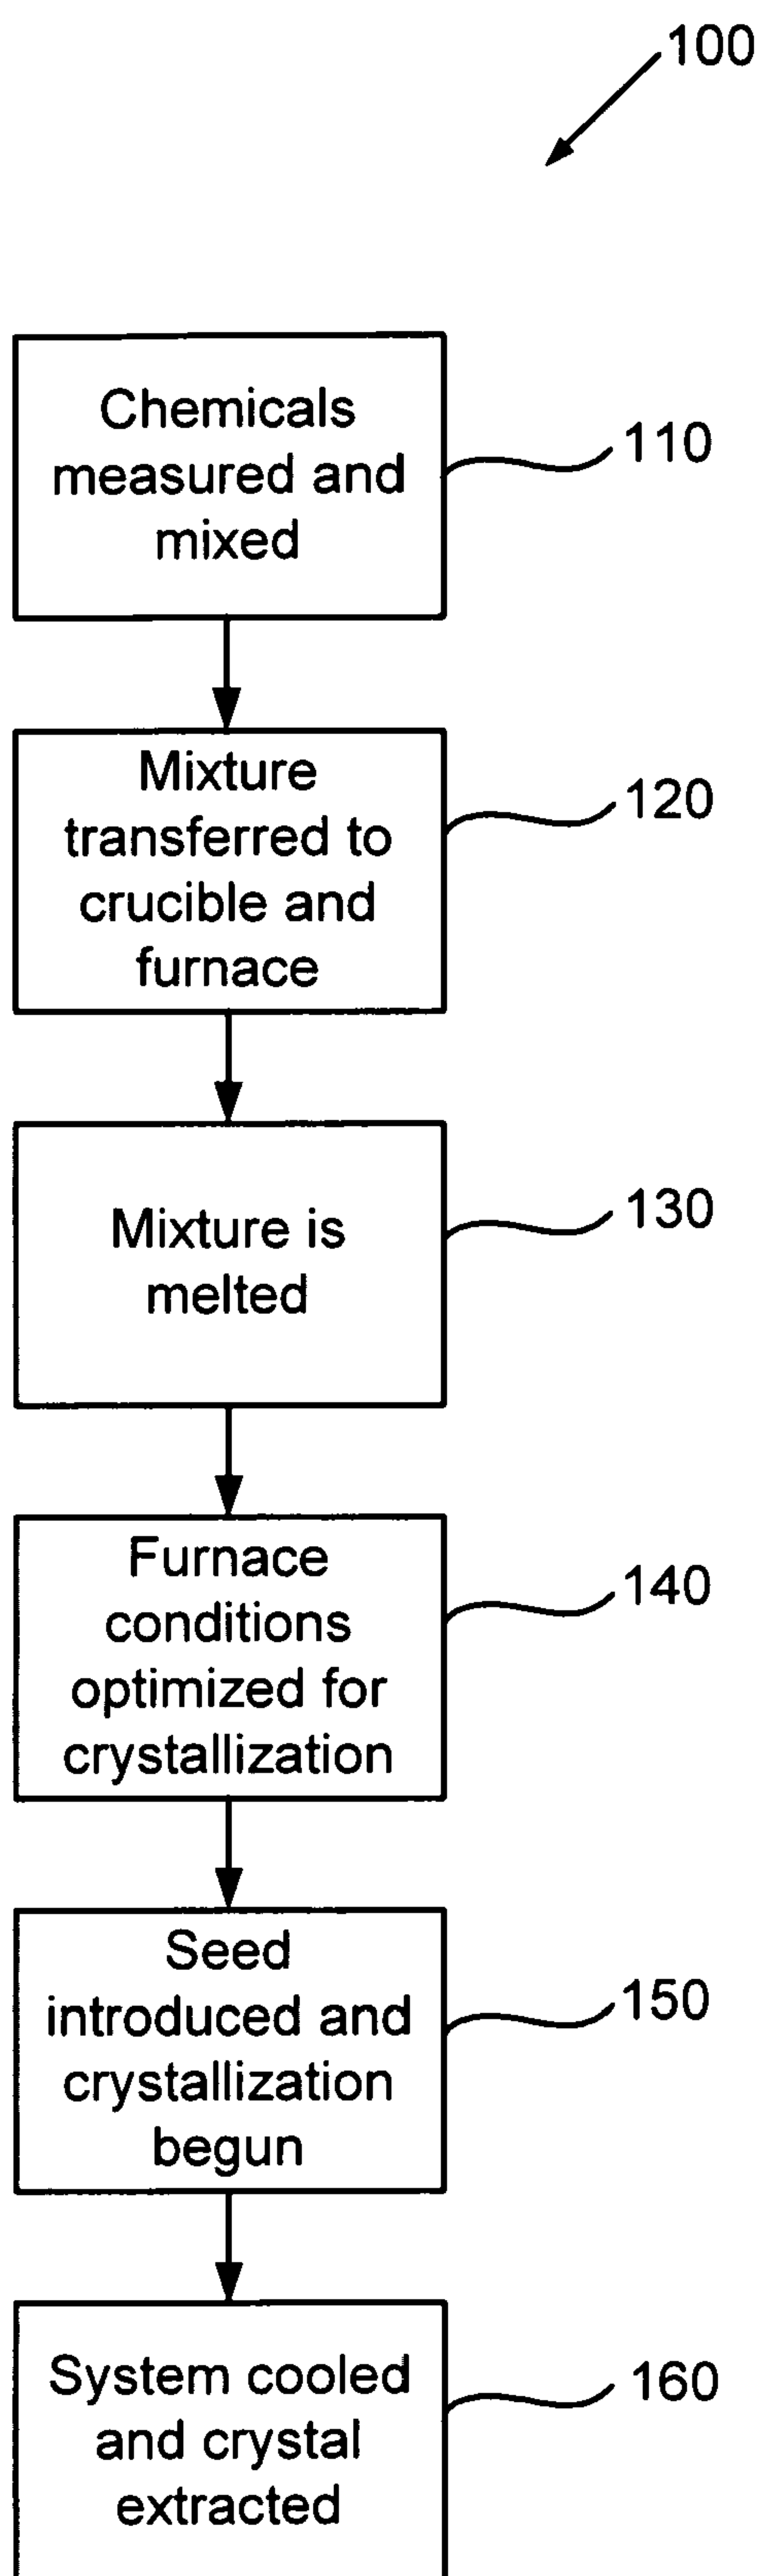 100
Chemicals
measured and
mixed
110
Mixture
transferred to
crucible and
furnace
120
Mixture is
melted
130
Furnace
conditions
optimized for
crystallization
140
Seed
introduced and
crystallization
begun
150
System cooled
and crystal
extracted
160